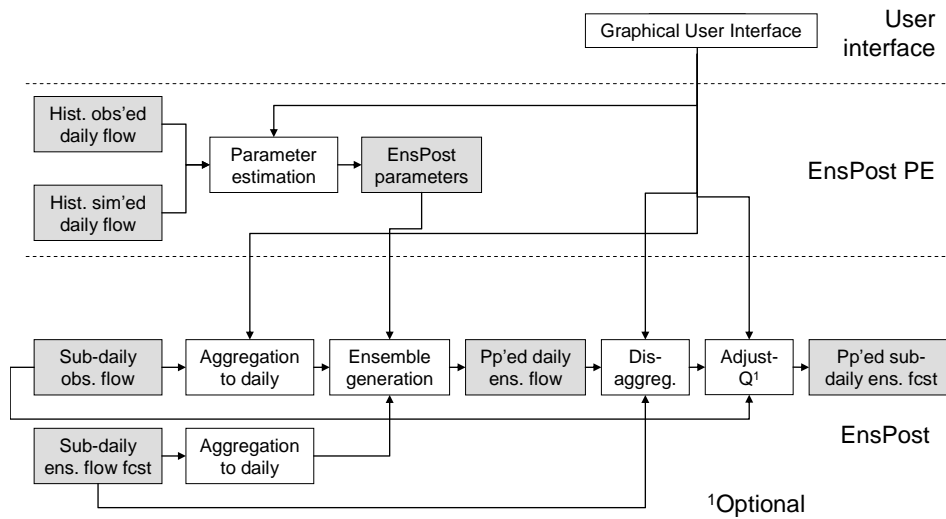 Graphical User Interface
User
interface
Hist. obs’ed
daily flow
Parameter
estimation
EnsPost
parameters
Hist. sim’ed
daily flow
EnsPost PE
Sub-daily
obs. flow
Aggregation
to daily
Ensemble
generation
Pp’ed daily
ens. flow
Dis-
aggreg.
Adjust-
Q¹
Pp’ed sub-
daily ens. fcst
Sub-daily
ens. flow fcst
Aggregation
to daily
EnsPost
¹Optional